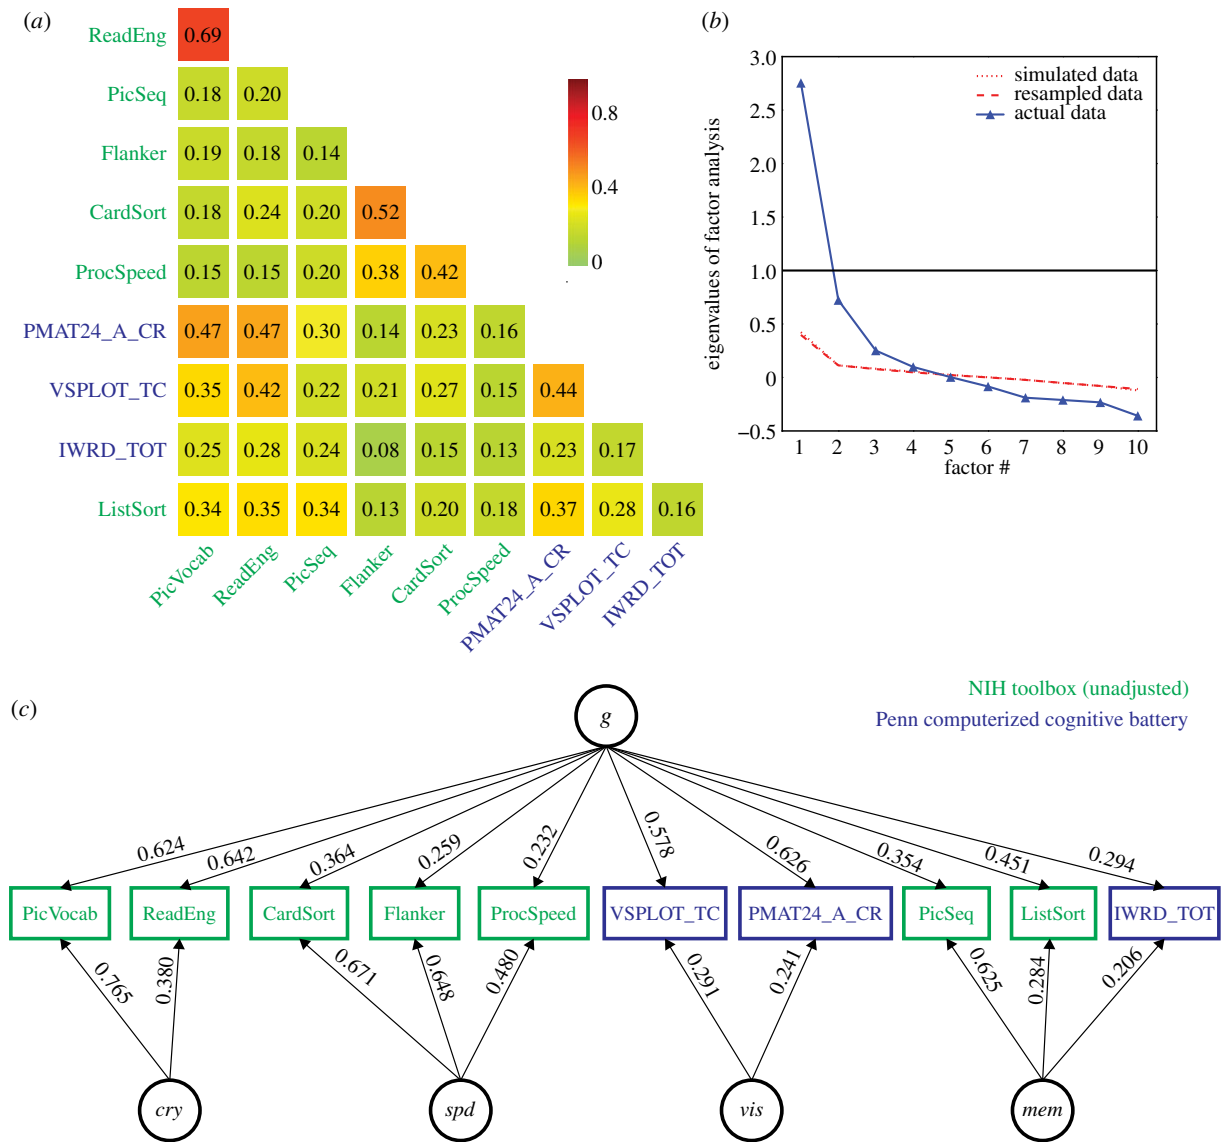 (a)
ReadEng 0.69
PicSeq 0.18 0.20
Flanker 0.19 0.18 0.14
CardSort 0.18 0.24 0.20 0.52
ProcSpeed 0.15 0.15 0.20 0.38 0.42
PMAT24_A_CR 0.47 0.47 0.30 0.14 0.23 0.16
VSPLOT_TC 0.35 0.42 0.22 0.21 0.27 0.15 0.44
IWRD_TOT 0.25 0.28 0.24 0.08 0.15 0.13 0.23 0.17
ListSort 0.34 0.35 0.34 0.13 0.20 0.18 0.37 0.28 0.16
PicVocab ReadEng PicSeq Flanker CardSort ProcSpeed PMAT24_A_CR VSPLOT_TC IWRD_TOT
0.8
0.4
0
(b)
simulated data
resampled data
actual data
3.0
2.5
2.0
1.5
1.0
0.5
0
−0.5
eigenvalues of factor analysis
1 2 3 4 5 6 7 8 9 10
factor #
(c)
NIH toolbox (unadjusted)
Penn computerized cognitive battery
g
0.624 0.642 0.364 0.259 0.232 0.578 0.626 0.354 0.451 0.294
PicVocab ReadEng CardSort Flanker ProcSpeed VSPLOT_TC PMAT24_A_CR PicSeq ListSort IWRD_TOT
0.765 0.380 0.671 0.648 0.480 0.291 0.241 0.625 0.284 0.206
cry spd vis mem